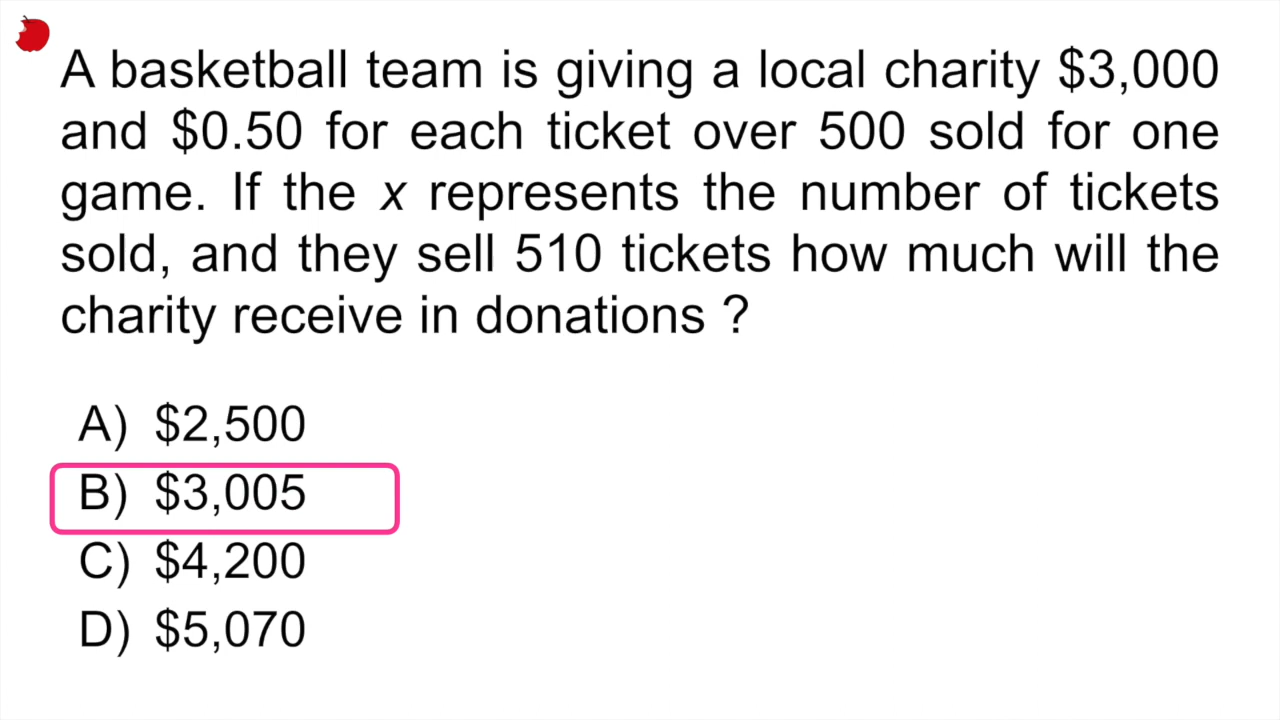 A basketball team is giving a local charity $3,000
and $0.50 for each ticket over 500 sold for one
game. If the x represents the number of tickets
sold, and they sell 510 tickets how much will the
charity receive in donations ?
A) $2,500
B) $3,005
C) $4,200
D) $5,070